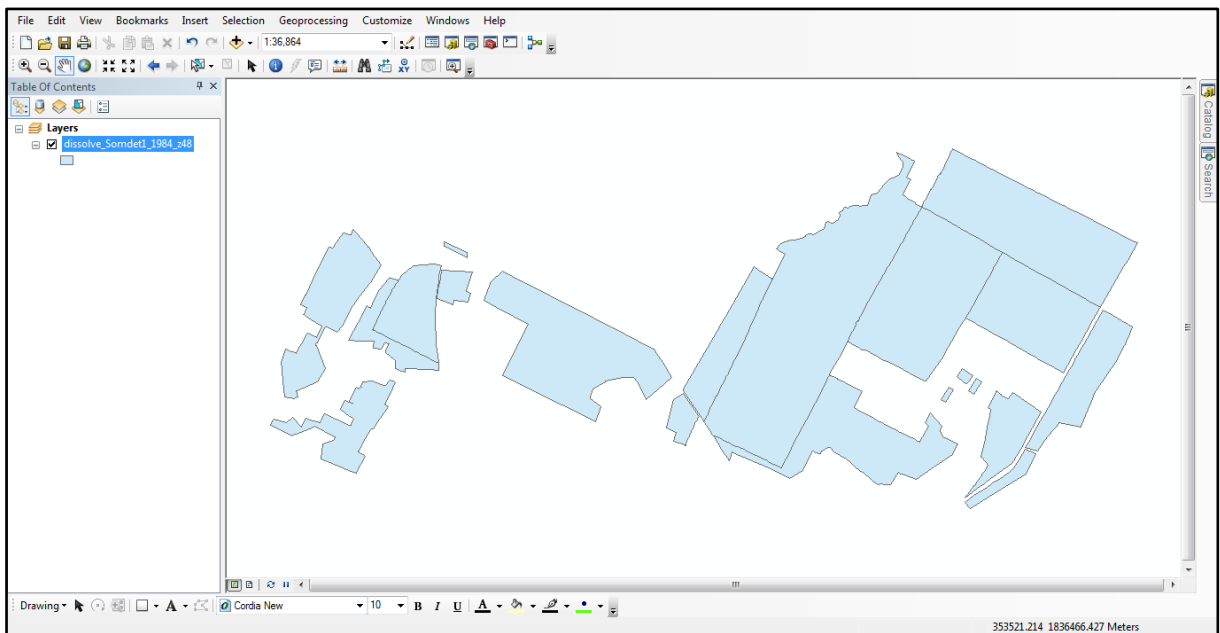 File Edit View Bookmarks Insert Selection Geoprocessing Customize Windows Help
1:36,864
Table Of Contents
Layers
dissolve_Somdet1_1984_z48
Catalog
Search
Drawing A Cordia New 10 B I U A
353521.214 1836466.427 Meters